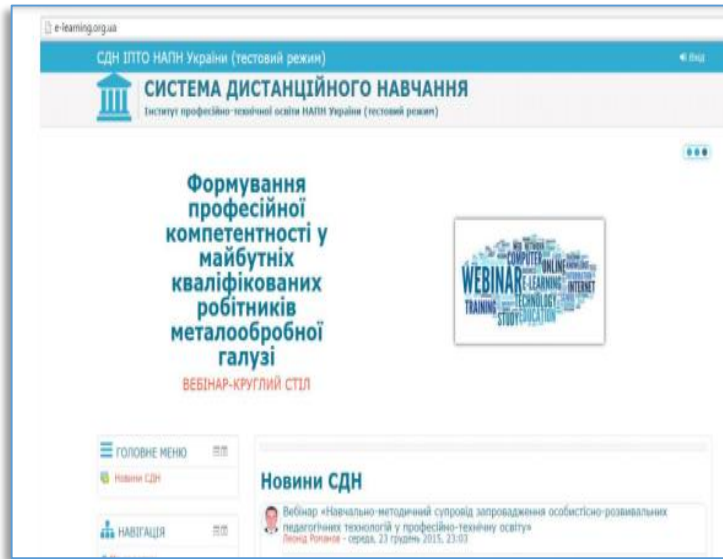 e-learning.org.ua
СДН ІПТО НАПН України (тестовий режим)
Вхід
СИСТЕМА ДИСТАНЦІЙНОГО НАВЧАННЯ
Інститут професійно-технічної освіти НАПН України (тестовий режим)
Формування
професійної
компетентності у
майбутніх
кваліфікованих
робітників
металообробної
галузі
ВЕБІНАР-КРУГЛИЙ СТІЛ
WEB NETWORK
COMPUTER ONLINE
WEBINAR E-LEARNING INTERNET
TRAINING TECHNOLOGY
STUDY EDUCATION
ГОЛОВНЕ МЕНЮ
Новини СДН
НАВІГАЦІЯ
Новини СДН
Вебінар «Навчально-методичний супровід запровадження особистісно-розвивальних
педагогічних технологій у професійно-технічну освіту»
Леонід Романов - середа, 23 грудень 2015, 23:03